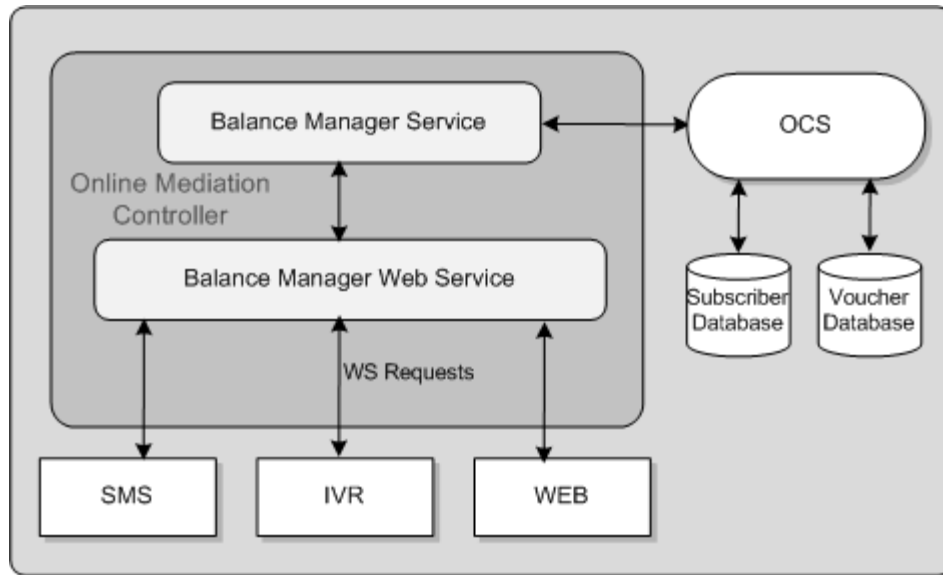 Balance Manager Service
OCS
Online Mediation
Controller
Balance Manager Web Service
Subscriber
Database
Voucher
Database
WS Requests
SMS
IVR
WEB